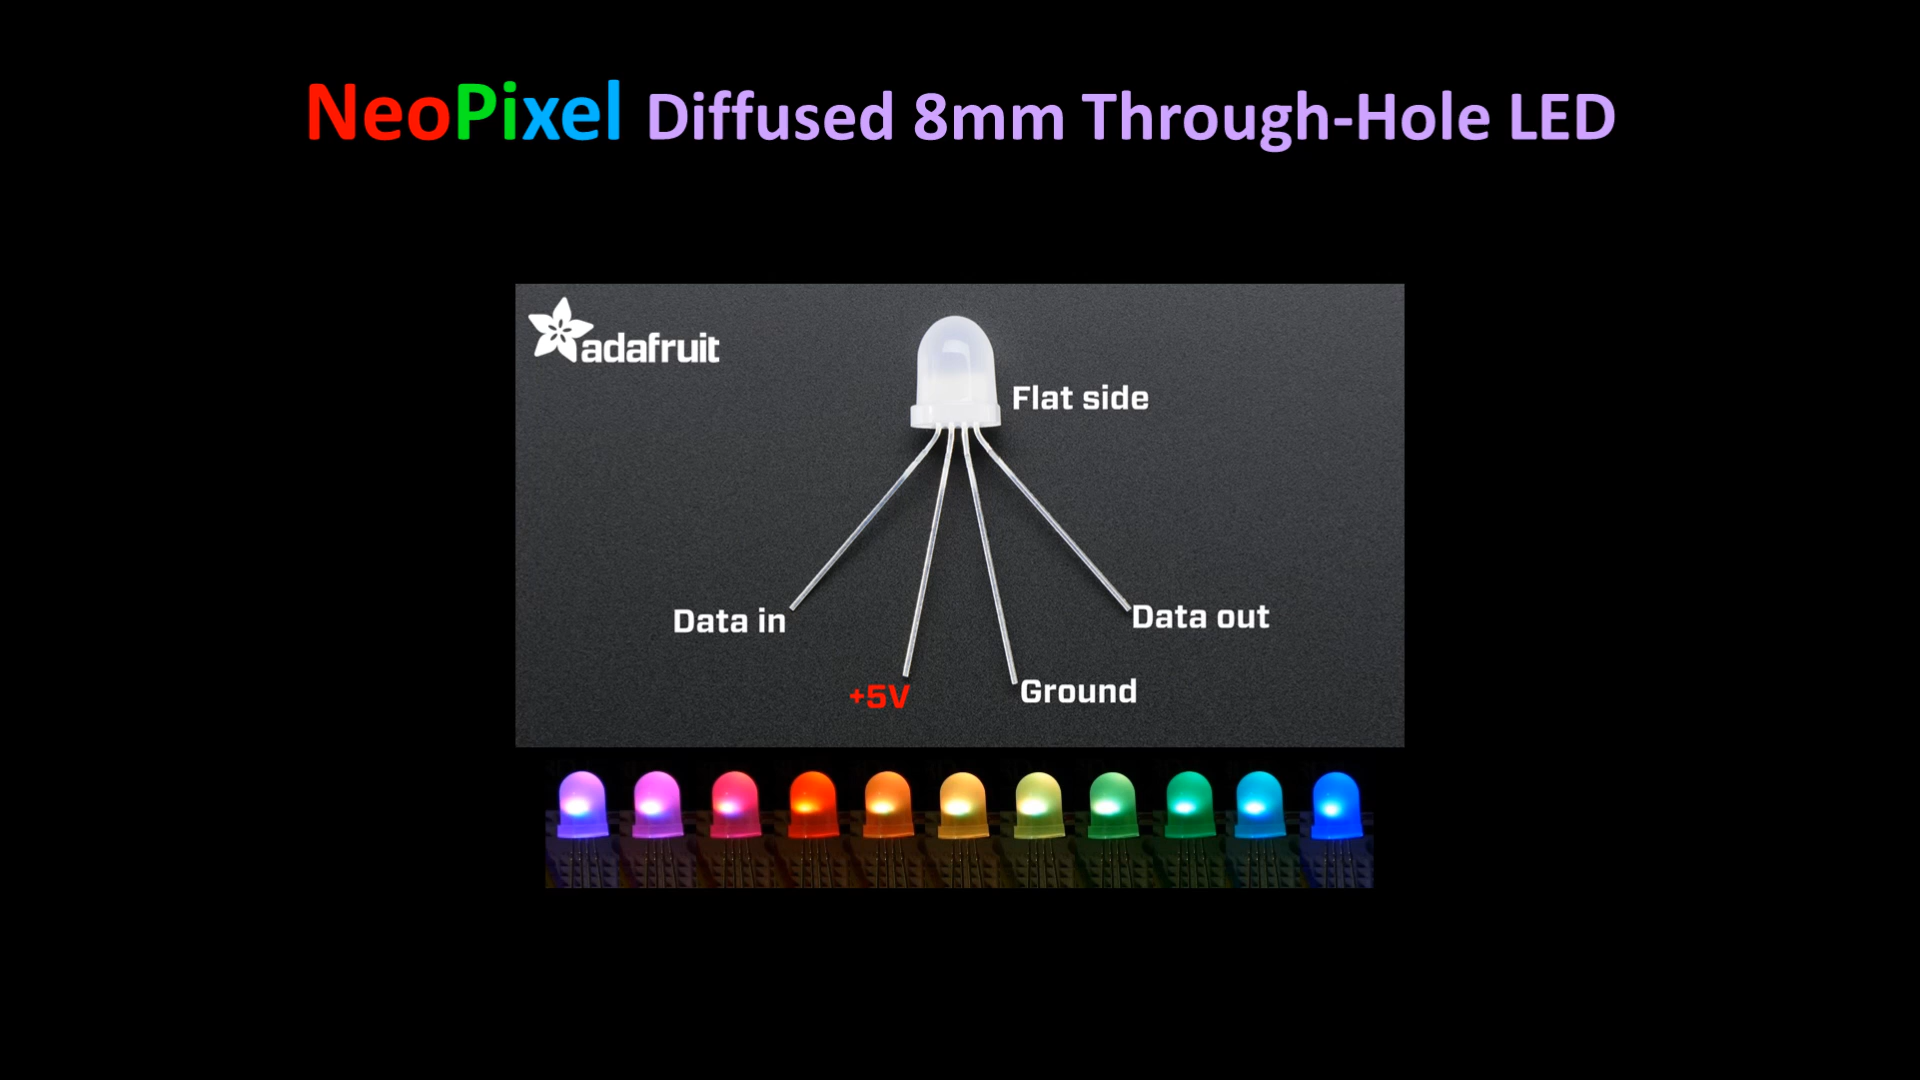 NeoPixel Diffused 8mm Through-Hole LED
adafruit
Flat side
Data in
Data out
+5V
Ground